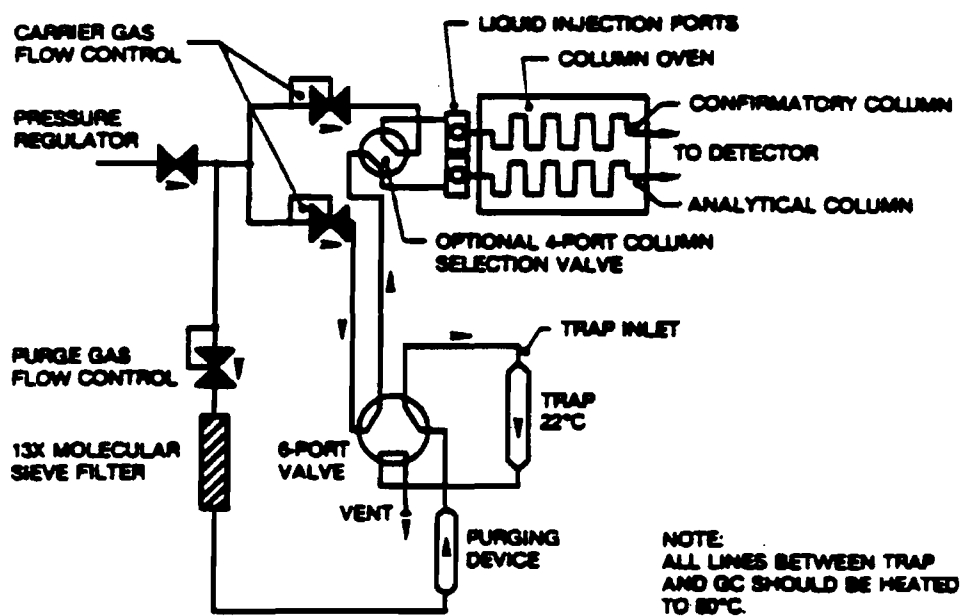 CARRIER GAS
FLOW CONTROL
LIQUID INJECTION PORTS
COLUMN OVEN
PRESSURE
REGULATOR
CONFIRMATORY COLUMN
TO DETECTOR
ANALYTICAL COLUMN
OPTIONAL 4-PORT COLUMN
SELECTION VALVE
TRAP INLET
PURGE GAS
FLOW CONTROL
TRAP
22°C
13X MOLECULAR
SIEVE FILTER
6-PORT
VALVE
VENT
PURGING
DEVICE
NOTE:
ALL LINES BETWEEN TRAP
AND GC SHOULD BE HEATED
TO 80°C.